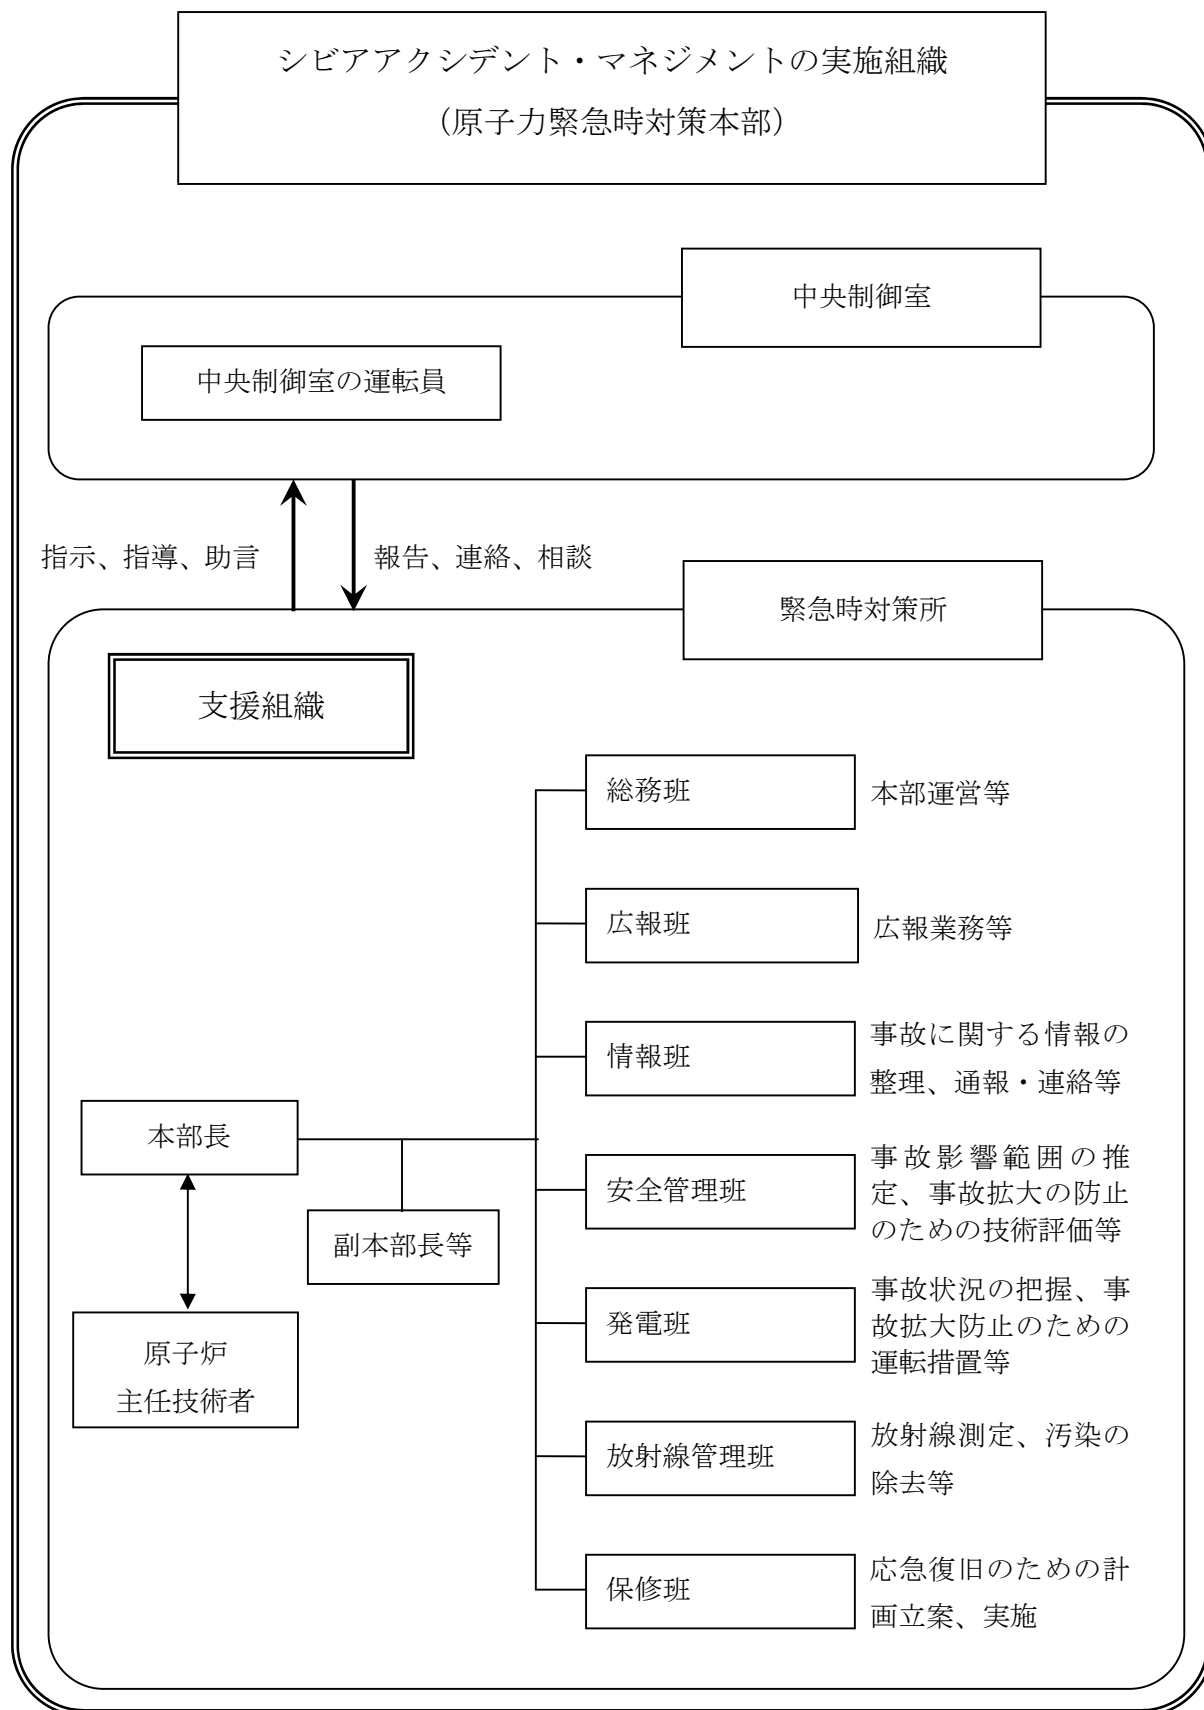 シビアアクシデント・マネジメントの実施組織
（原子力緊急時対策本部）
中央制御室
中央制御室の運転員
指示、指導、助言
報告、連絡、相談
緊急時対策所
支援組織
総務班
本部運営等
広報班
広報業務等
情報班
事故に関する情報の
整理、通報・連絡等
本部長
安全管理班
事故影響範囲の推
定、事故拡大の防止
のための技術評価等
副本部長等
発電班
事故状況の把握、事
故拡大防止のための
運転措置等
原子炉
主任技術者
放射線管理班
放射線測定、汚染の
除去等
保修班
応急復旧のための計
画立案、実施